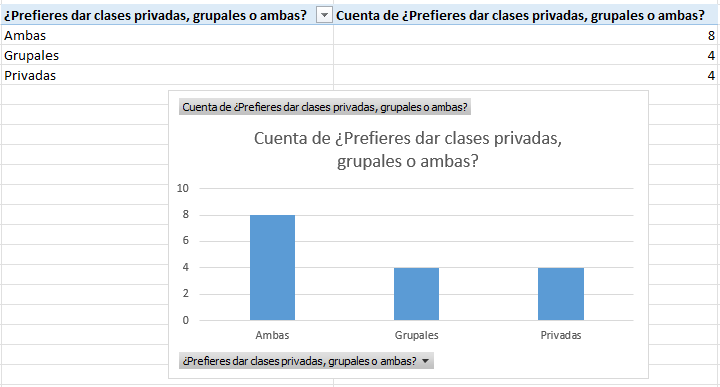 ¿Prefieres dar clases privadas, grupales o ambas? Cuenta de ¿Prefieres dar clases privadas, grupales o ambas?
Ambas 8
Grupales 4
Privadas 4
Cuenta de ¿Prefieres dar clases privadas, grupales o ambas?
Cuenta de ¿Prefieres dar clases privadas,
grupales o ambas?
10
8
6
4
2
0
Ambas Grupales Privadas
¿Prefieres dar clases privadas, grupales o ambas?